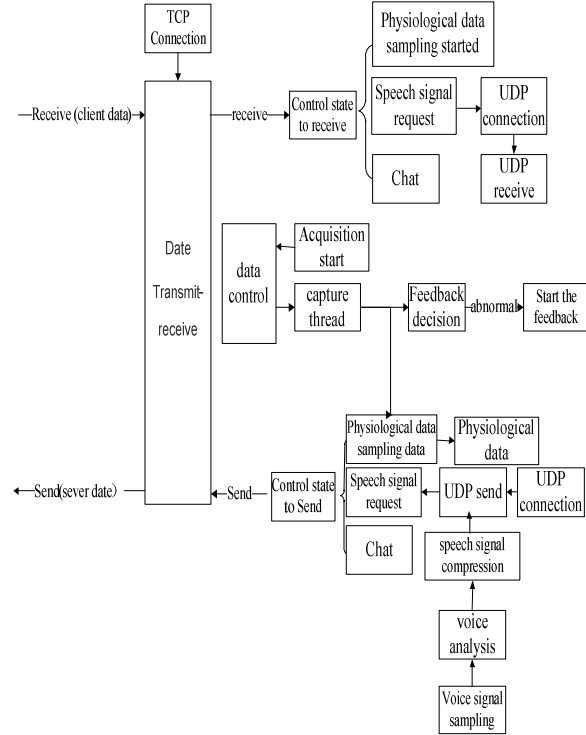 TCP
Connection
Physiological data
sampling started
Receive (client data)
receive
Control state
to receive
Speech signal
request
UDP
connection
Chat
UDP
receive
Date
Transmit-
receive
data
control
Acquisition
start
capture
thread
Feedback
decision
abnormal
Start the
feedback
Physiological data
sampling data
Physiological
data
Send(sever date)
Send
Control state
to Send
Speech signal
request
UDP send
UDP
connection
Chat
speech signal
compression
voice
analysis
Voice signal
sampling